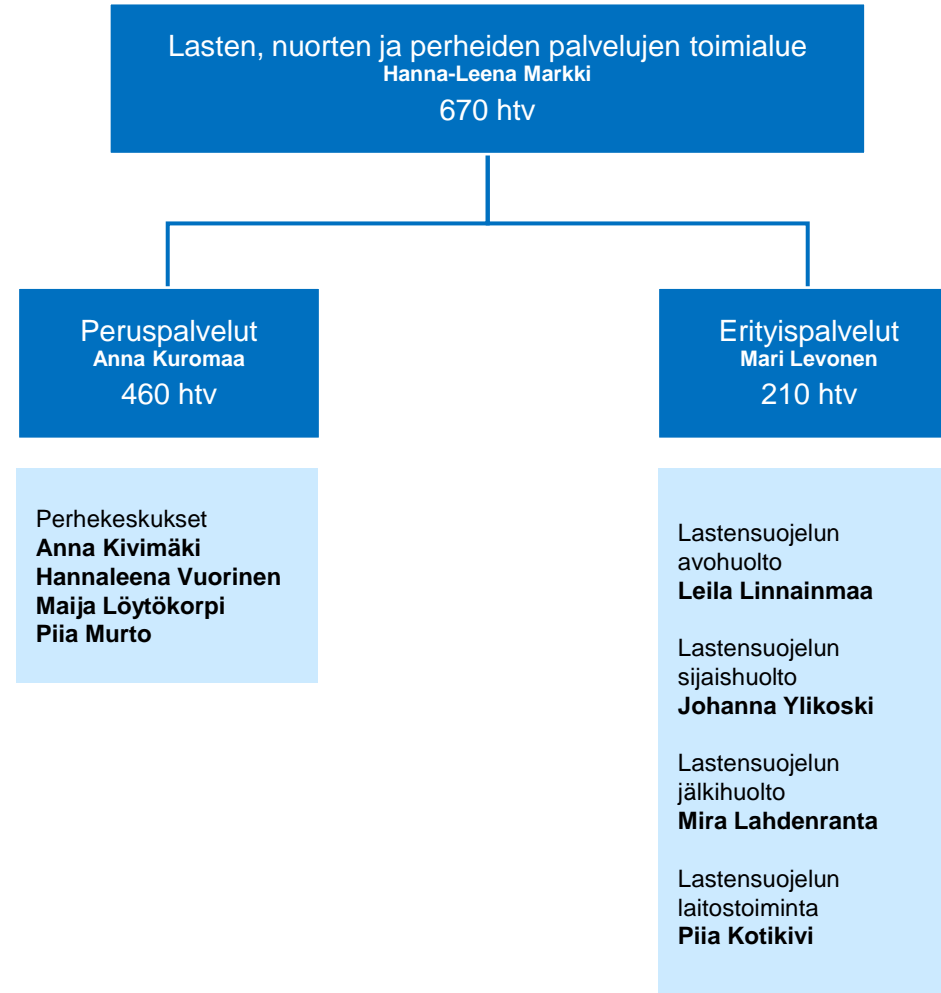 Lasten, nuorten ja perheiden palvelujen toimialue
Hanna-Leena Markki
670 htv
Peruspalvelut
Anna Kuromaa
460 htv
Erityispalvelut
Mari Levonen
210 htv
Perhekeskukset
Anna Kivimäki
Hannaleena Vuorinen
Maija Löytökorpi
Piia Murto
Lastensuojelun
avohuolto
Leila Linnainmaa
Lastensuojelun
sijaishuolto
Johanna Ylikoski
Lastensuojelun
jälkihuolto
Mira Lahdenranta
Lastensuojelun
laitostoiminta
Piia Kotikivi